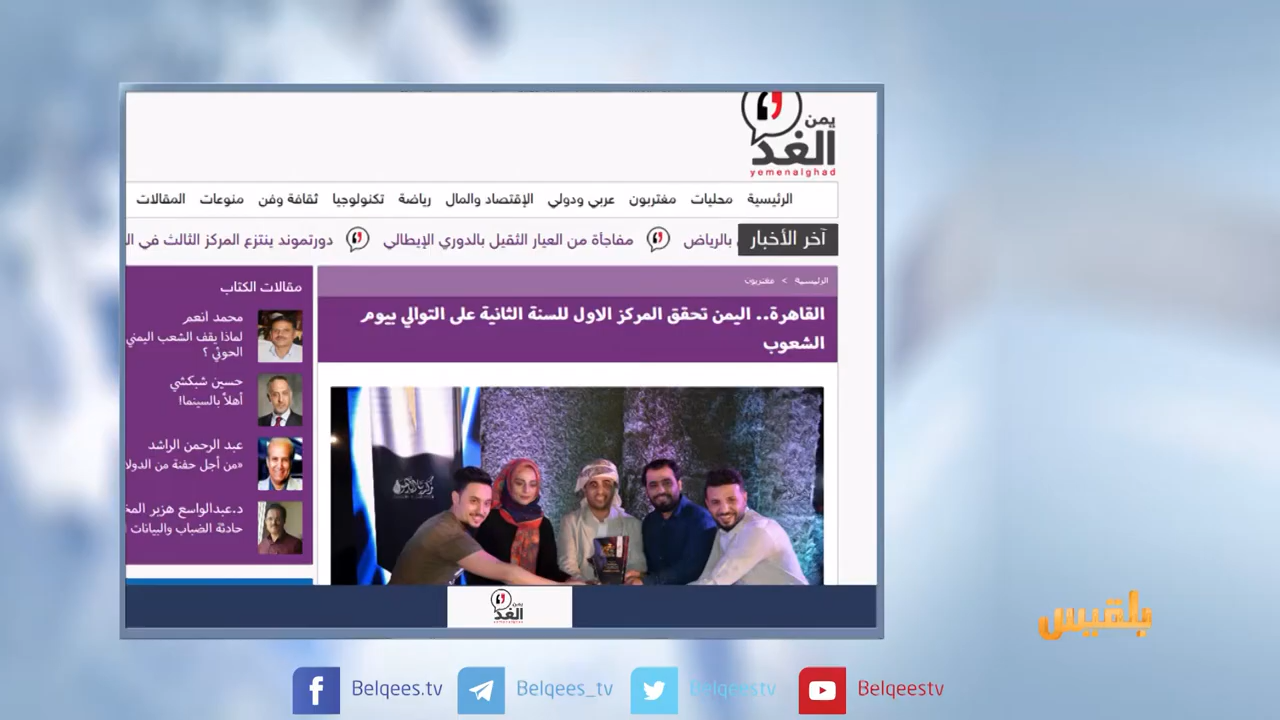 يمن
الغد
yemenalghad
الرئيسية محليات مغتربون عربي ودولي الإقتصاد والمال رياضة تكنولوجيا ثقافة وفن منوعات المقالات
آخر الأخبار بالرياض مفاجأة من العيار الثقيل بالدوري الإيطالي دورتموند ينتزع المركز الثالث في
الرئيسية > مغتربون
القاهرة.. اليمن تحقق المركز الاول للسنة الثانية على التوالي بيوم
الشعوب
مقالات الكتاب
محمد أنعم
لماذا يقف الشعب اليمني
الحوثي ؟
حسين شبكشي
أهلاً بالسينما!
عبد الرحمن الراشد
«من أجل حفنة من
د.عبدالواسع هزبر
حادثة الضباب والبيانات
يمن
الغد
yemenalghad
بلقيس
Belqees.tv
Belqees_tv
Belqeestv
Belqeestv